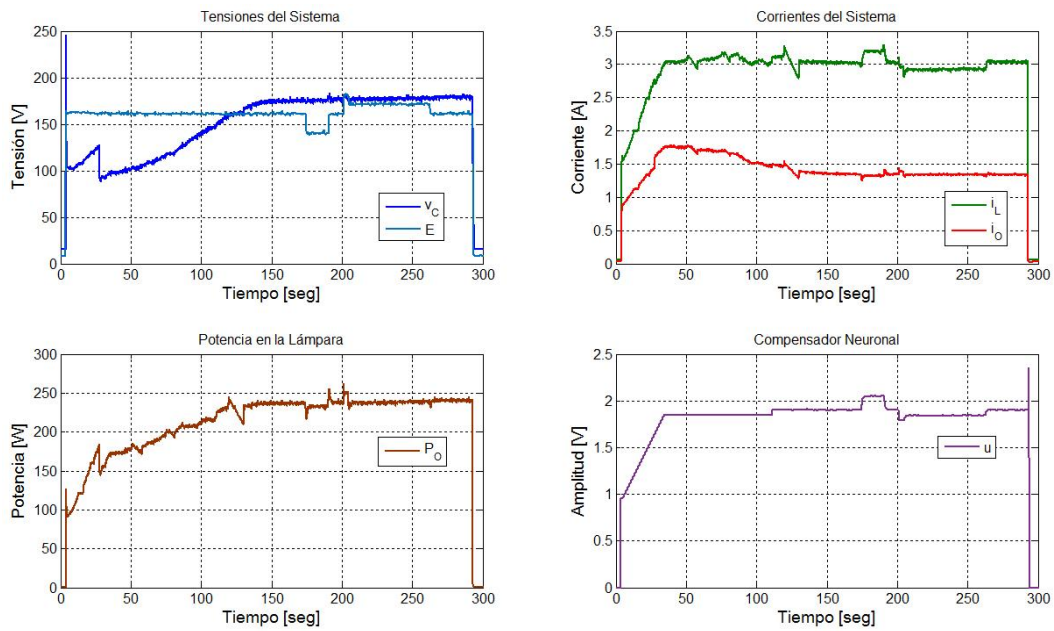 Tensiones del Sistema
250
200
150
100
50
0
Tensión [V]
v_C
E
0 50 100 150 200 250 300
Tiempo [seg]
Corrientes del Sistema
3.5
3
2.5
2
1.5
1
0.5
0
Corriente [A]
i_L
i_O
0 50 100 150 200 250 300
Tiempo [seg]
Potencia en la Lámpara
300
250
200
150
100
50
0
Potencia [W]
P_O
0 50 100 150 200 250 300
Tiempo [seg]
Compensador Neuronal
2.5
2
1.5
1
0.5
0
Amplitud [V]
u
0 50 100 150 200 250 300
Tiempo [seg]